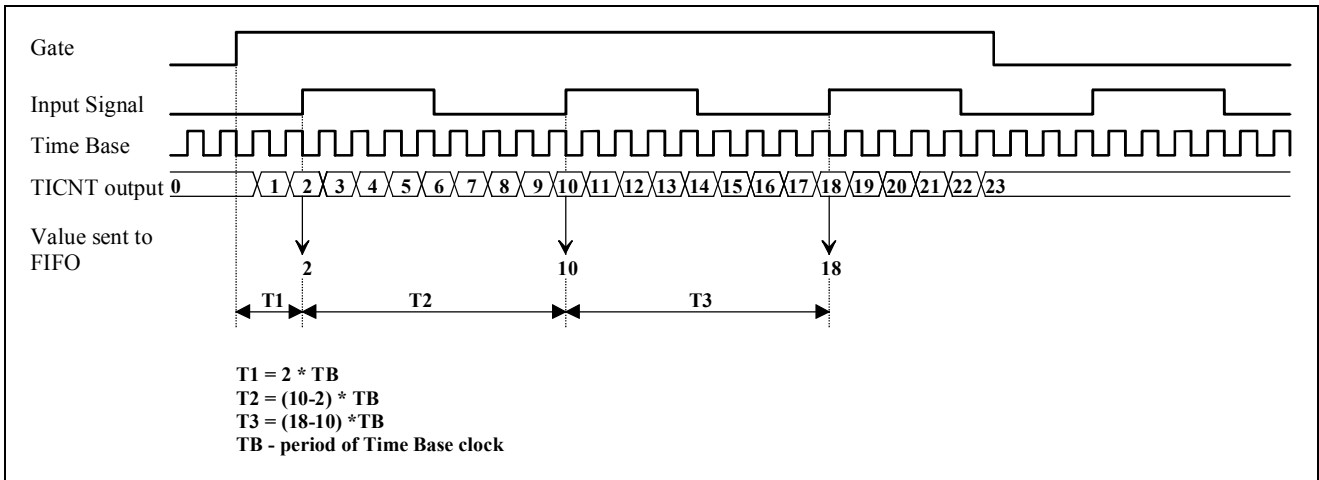 Gate
Input Signal
Time Base
TICNT output 0 1 2 3 4 5 6 7 8 9 10 11 12 13 14 15 16 17 18 19 20 21 22 23
Value sent to
FIFO
2 10 18
T1 T2 T3
T1 = 2 * TB
T2 = (10-2) * TB
T3 = (18-10) *TB
TB - period of Time Base clock